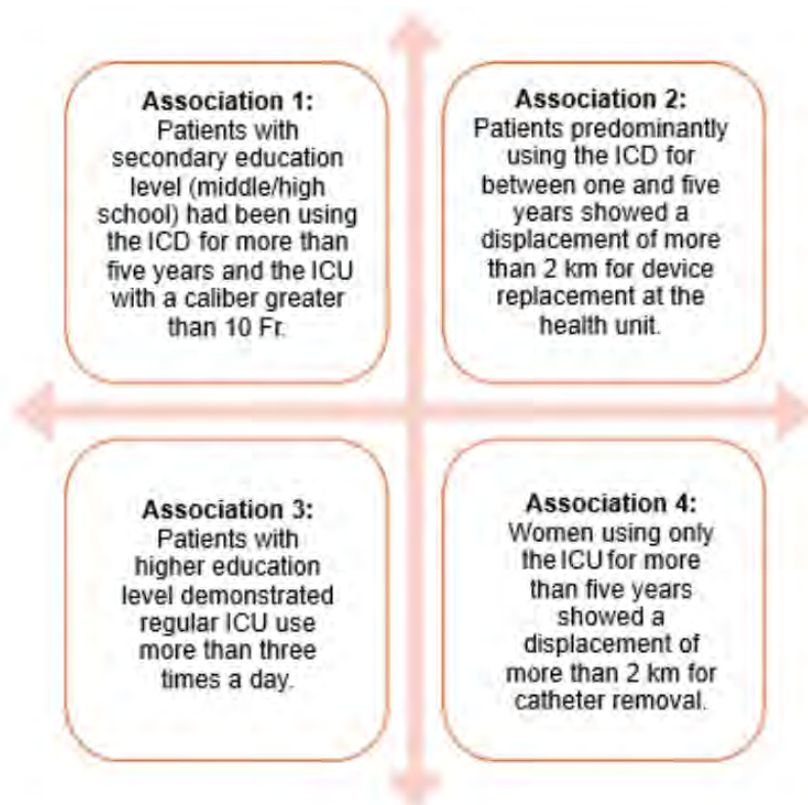 Association 1:
Patients with
secondary education
level (middle/high
school) had been using
the ICD for more than
five years and the ICU
with a caliber greater
than 10 Fr.
Association 2:
Patients predominantly
using the ICD for
between one and five
years showed a
displacement of more
than 2 km for device
replacement at the
health unit.
Association 3:
Patients with
higher education
level demonstrated
regular ICU use
more than three
times a day.
Association 4:
Women using only
the ICU for more
than five years
showed a
displacement of
more than 2 km for
catheter removal.